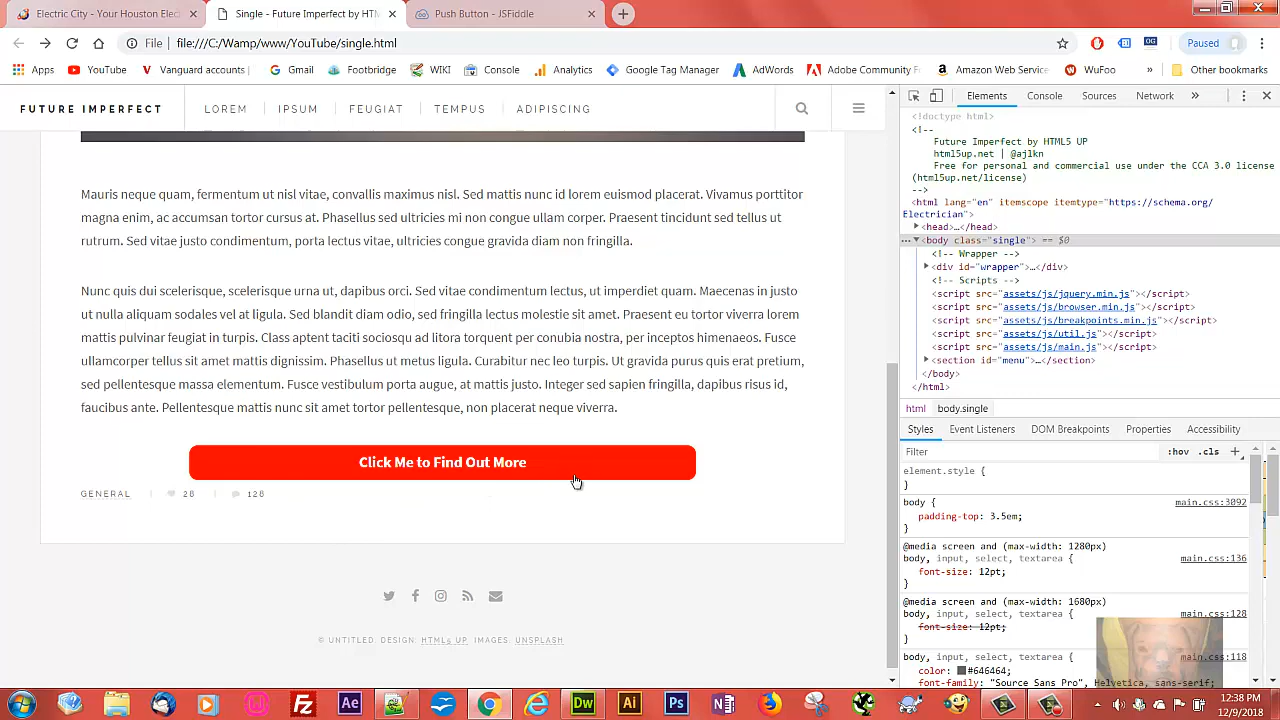 Electric City - Your Houston Elec
Single - Future Imperfect by HTM
Push Button - JSFiddle
File
file:///C:/Wamp/www/YouTube/single.html
Paused
Apps
YouTube
Vanguard accounts
Gmail
Footbridge
WIKI
Console
Analytics
Google Tag Manager
AdWords
Adobe Community F
Amazon Web Service
WuFoo
»
Other bookmarks
FUTURE IMPERFECT
LOREM
IPSUM
FEUGIAT
TEMPUS
ADIPISCING
Mauris neque quam, fermentum ut nisl vitae, convallis maximus nisl. Sed mattis nunc id lorem euismod placerat. Vivamus porttitor
magna enim, ac accumsan tortor cursus at. Phasellus sed ultricies mi non congue ullam corper. Praesent tincidunt sed tellus ut
rutrum. Sed vitae justo condimentum, porta lectus vitae, ultricies congue gravida diam non fringilla.
Nunc quis dui scelerisque, scelerisque urna ut, dapibus orci. Sed vitae condimentum lectus, ut imperdiet quam. Maecenas in justo
ut nulla aliquam sodales vel at ligula. Sed blandit diam odio, sed fringilla lectus molestie sit amet. Praesent eu tortor viverra lorem
mattis pulvinar feugiat in turpis. Class aptent taciti sociosqu ad litora torquent per conubia nostra, per inceptos himenaeos. Fusce
ullamcorper tellus sit amet mattis dignissim. Phasellus ut metus ligula. Curabitur nec leo turpis. Ut gravida purus quis erat pretium,
sed pellentesque massa elementum. Fusce vestibulum porta augue, at mattis justo. Integer sed sapien fringilla, dapibus risus id,
faucibus ante. Pellentesque mattis nunc sit amet tortor pellentesque, non placerat neque viverra.
Click Me to Find Out More
GENERAL
28
128
© UNTITLED. DESIGN: HTML5 UP. IMAGES: UNSPLASH.
Elements
Console
Sources
Network
»
<!doctype html>
<!--
Future Imperfect by HTML5 UP
html5up.net | @ajlkn
Free for personal and commercial use under the CCA 3.0 license
(html5up.net/license)
-->
<html lang="en" itemscope itemtype="https://schema.org/
Electrician">
<head>…</head>
<body class="single"> == $0
<!-- Wrapper -->
<div id="wrapper">…</div>
<!-- Scripts -->
<script src="assets/js/jquery.min.js"></script>
<script src="assets/js/browser.min.js"></script>
<script src="assets/js/breakpoints.min.js"></script>
<script src="assets/js/util.js"></script>
<script src="assets/js/main.js"></script>
<section id="menu">…</section>
</body>
</html>
html
body.single
Styles
Event Listeners
DOM Breakpoints
Properties
Accessibility
Filter
:hov
.cls
element.style {
}
body {
main.css:3092
padding-top: 3.5em;
}
@media screen and (max-width: 1280px)
body, input, select, textarea {
main.css:136
font-size: 12pt;
}
@media screen and (max-width: 1680px)
body, input, select, textarea {
main.css:128
font-size: 12pt;
}
body, input, select, textarea {
main.css:118
color: #646464;
font-family: "Source Sans Pro", Helvetica, sans-serif;
Ae
Dw
Ai
Ps
12:38 PM
12/9/2018